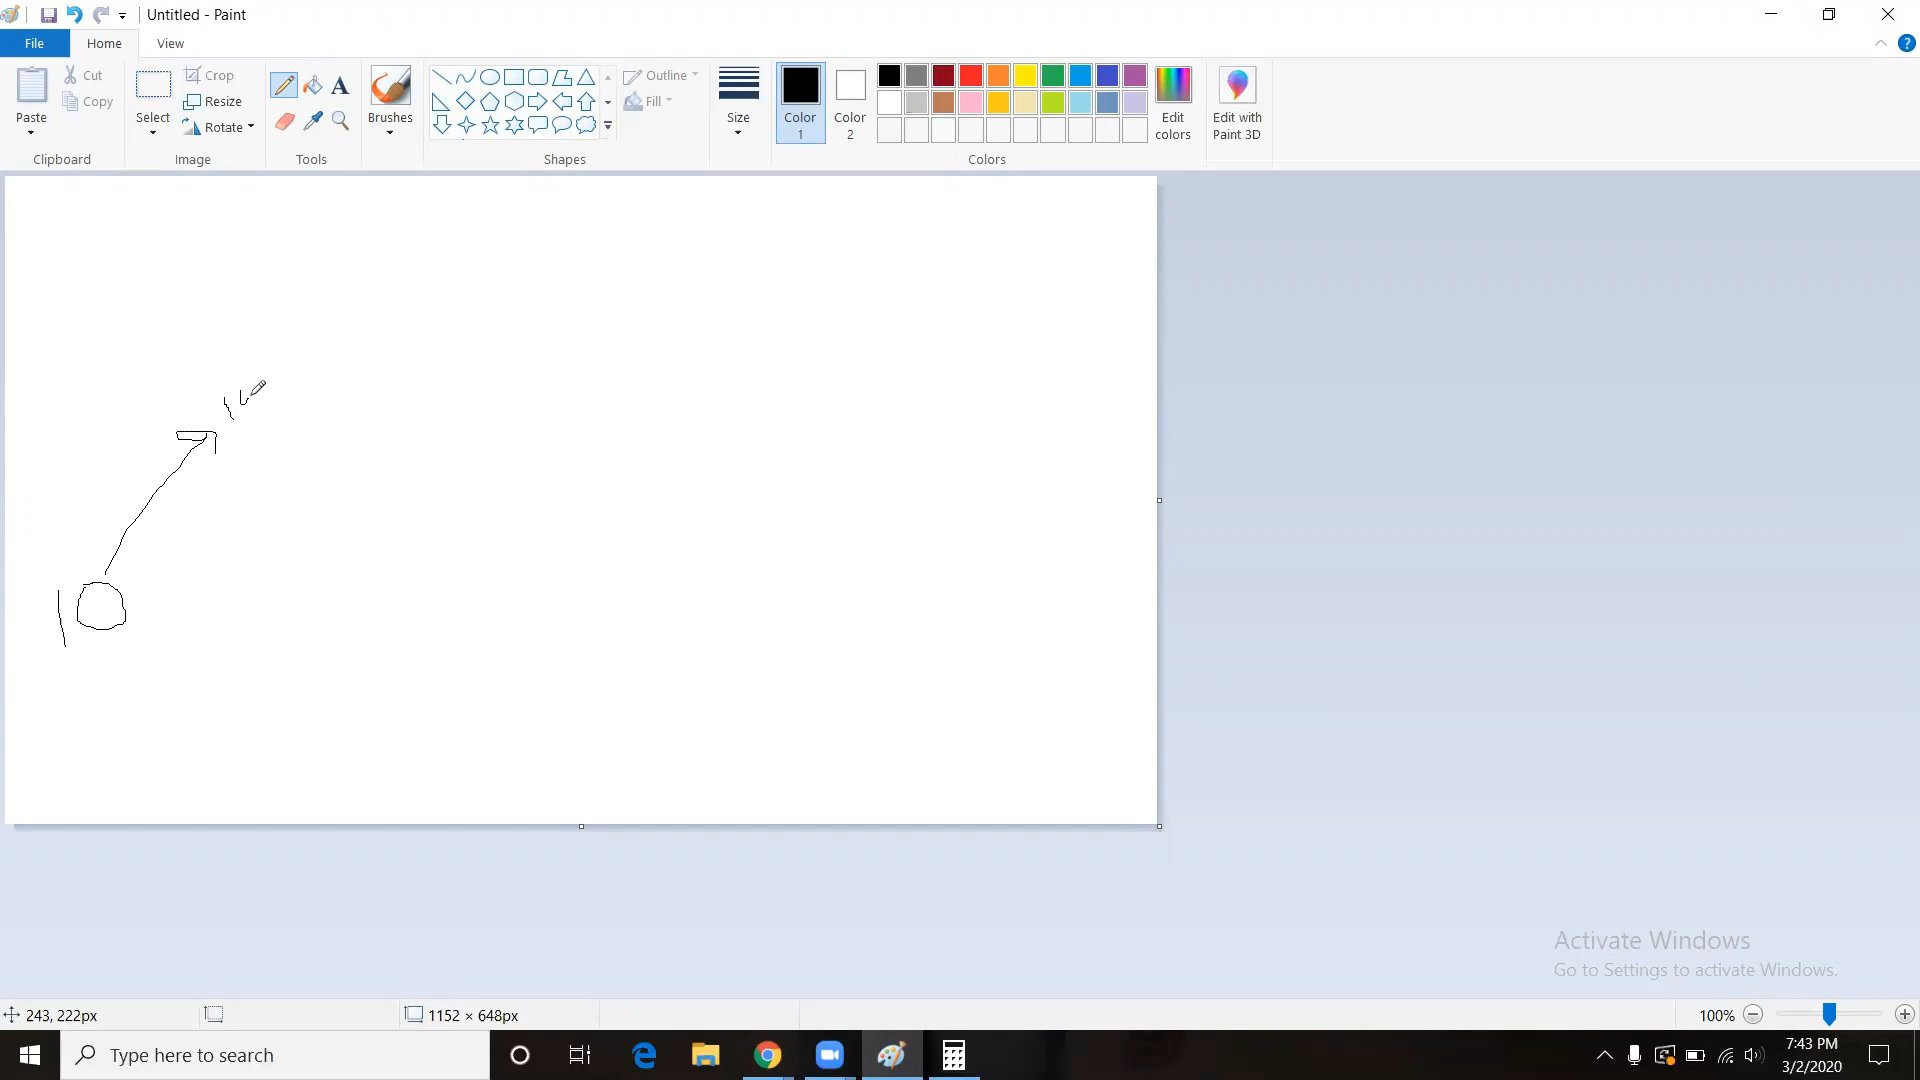 Untitled - Paint
File Home View
Paste
Cut
Copy
Clipboard
Select
Crop
Resize
Rotate
Image
Tools
A
Brushes
Shapes
Outline
Fill
Size
Color 1
Color 2
Edit colors
Colors
Edit with Paint 3D
?
10
Activate Windows
Go to Settings to activate Windows.
243, 222px
1152 × 648px
100%
Type here to search
7:43 PM
3/2/2020